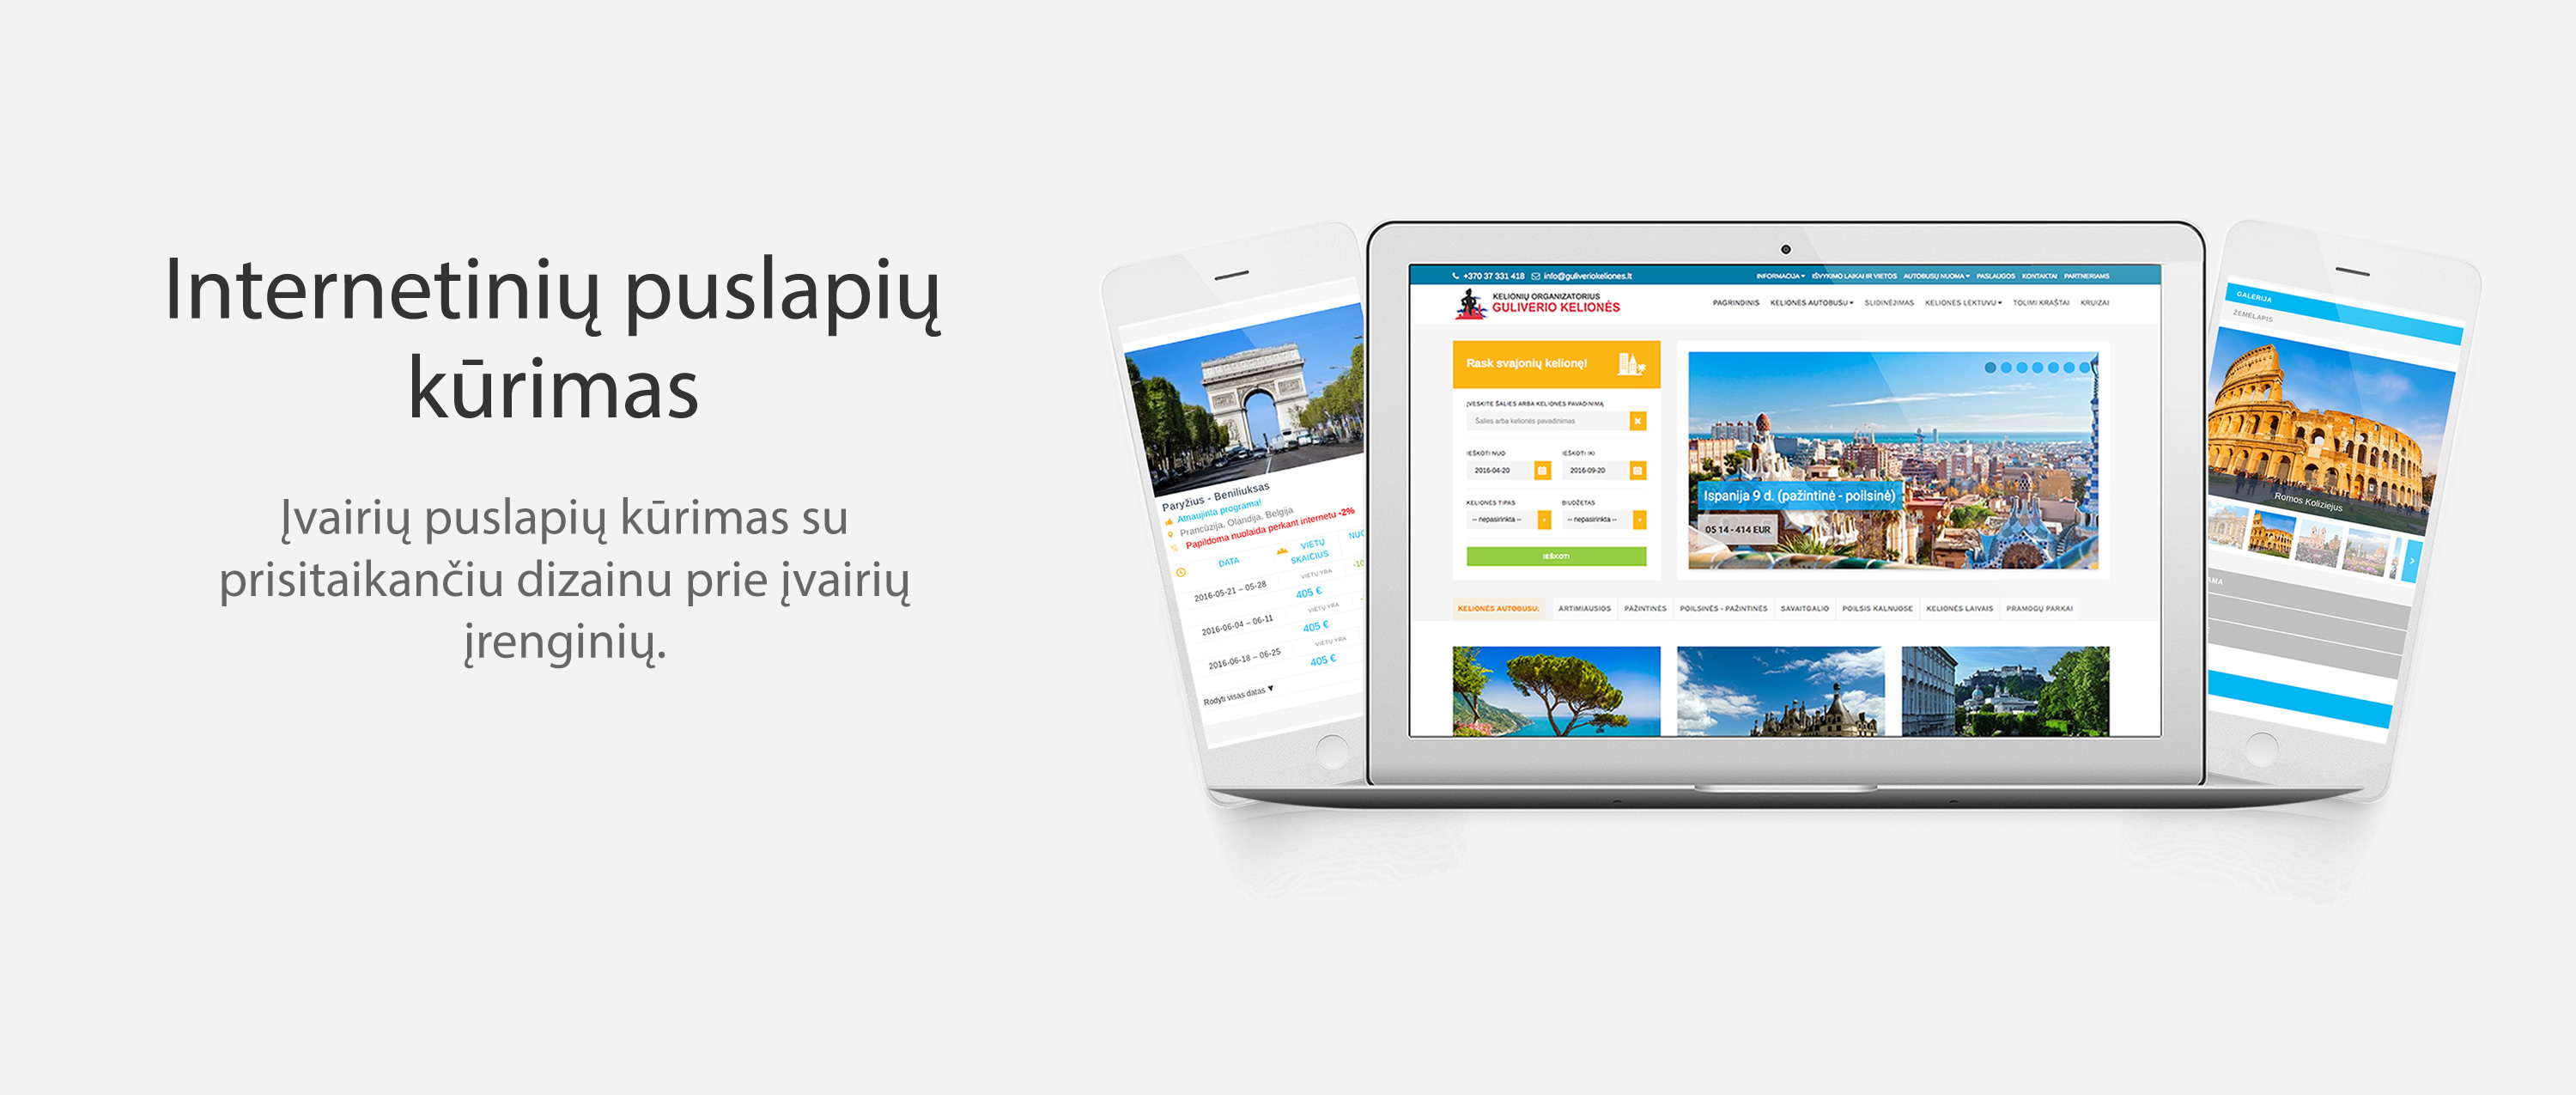 Internetinių puslapių
kūrimas
Įvairių puslapių kūrimas su
prisitaikančiu dizainu prie įvairių
įrenginių.
Paryžius - Beniliuksas
Atnaujinta programa!
Prancūzija, Olandija, Belgija
Papildoma nuolaida perkant internetu -2%
DATA VIETŲ SKAIČIUS
VIETŲ YRA
2016-05-21 – 05-28 405 €
VIETŲ YRA
2016-06-04 – 06-11 405 €
VIETŲ YRA
2016-06-18 – 06-25 405 €
Rodyti visas datas
+370 37 331 418 info@guliveriokeliones.lt INFORMACIJA IŠVYKIMO LAIKAI IR VIETOS AUTOBUSŲ NUOMA PASLAUGOS KONTAKTAI PARTNERIAMS
KELIONIŲ ORGANIZATORIUS
GULIVERIO KELIONĖS
PAGRINDINIS KELIONĖS AUTOBUSU SLIDINĖJIMAS KELIONĖS LĖKTUVU TOLIMI KRAŠTAI KRUIZAI
Rask svajonių kelionę!
ĮVESKITE ŠALIES ARBA KELIONĖS PAVADINIMĄ
Šalies arba kelionės pavadinimas
IEŠKOTI NUO IEŠKOTI IKI
2016-04-20 2016-09-20
KELIONĖS TIPAS BIUDŽETAS
-- nepasirinkta -- -- nepasirinkta --
IEŠKOTI
Ispanija 9 d. (pažintinė - poilsinė)
05 14 - 414 EUR
KELIONĖS AUTOBUSU: ARTIMIAUSIOS PAŽINTINĖS POILSINĖS - PAŽINTINĖS SAVAITGALIO POILSIS KALNUOSE KELIONĖS LAIVAIS PRAMOGŲ PARKAI
GALERIJA
ŽEMĖLAPIS
Romos Koliziejus